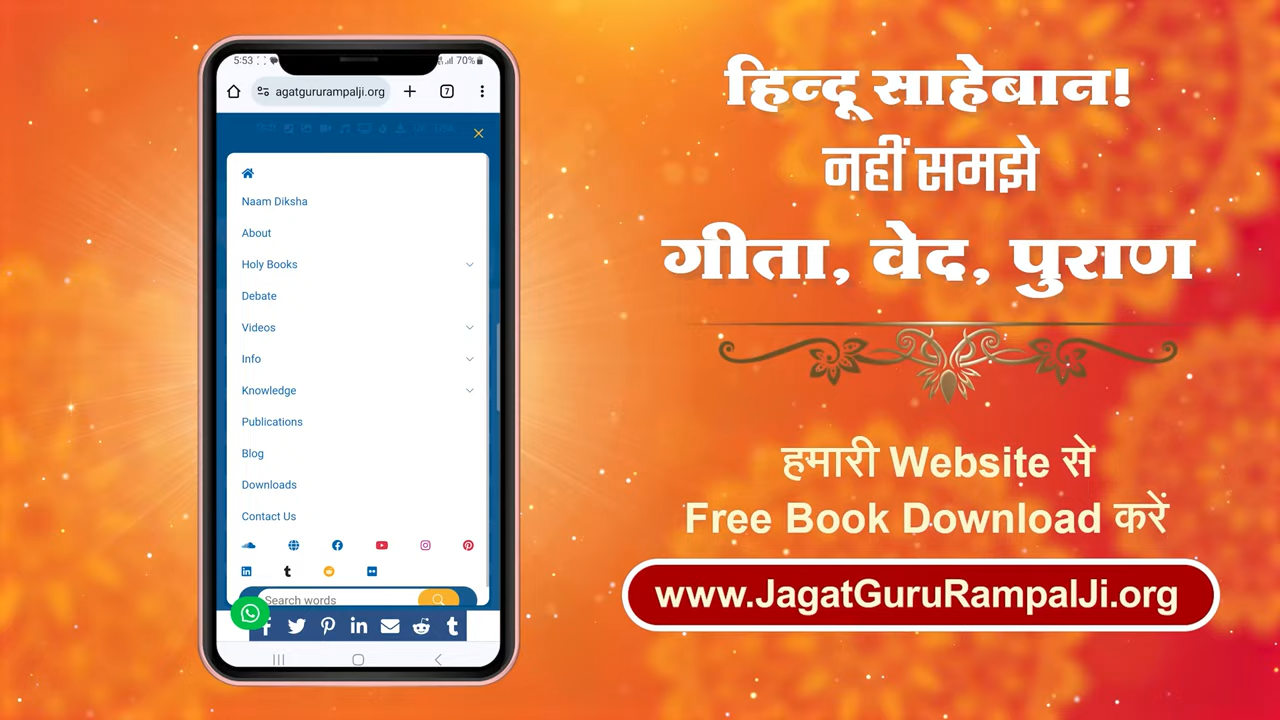 5:53
70%
agatgururampalji.org
7
Naam Diksha
About
Holy Books
Debate
Videos
Info
Knowledge
Publications
Blog
Downloads
Contact Us
Search words
हिन्दू साहेबान!
नहीं समझे
गीता, वेद, पुराण
हमारी Website से
Free Book Download करें
www.JagatGuruRampalJi.org